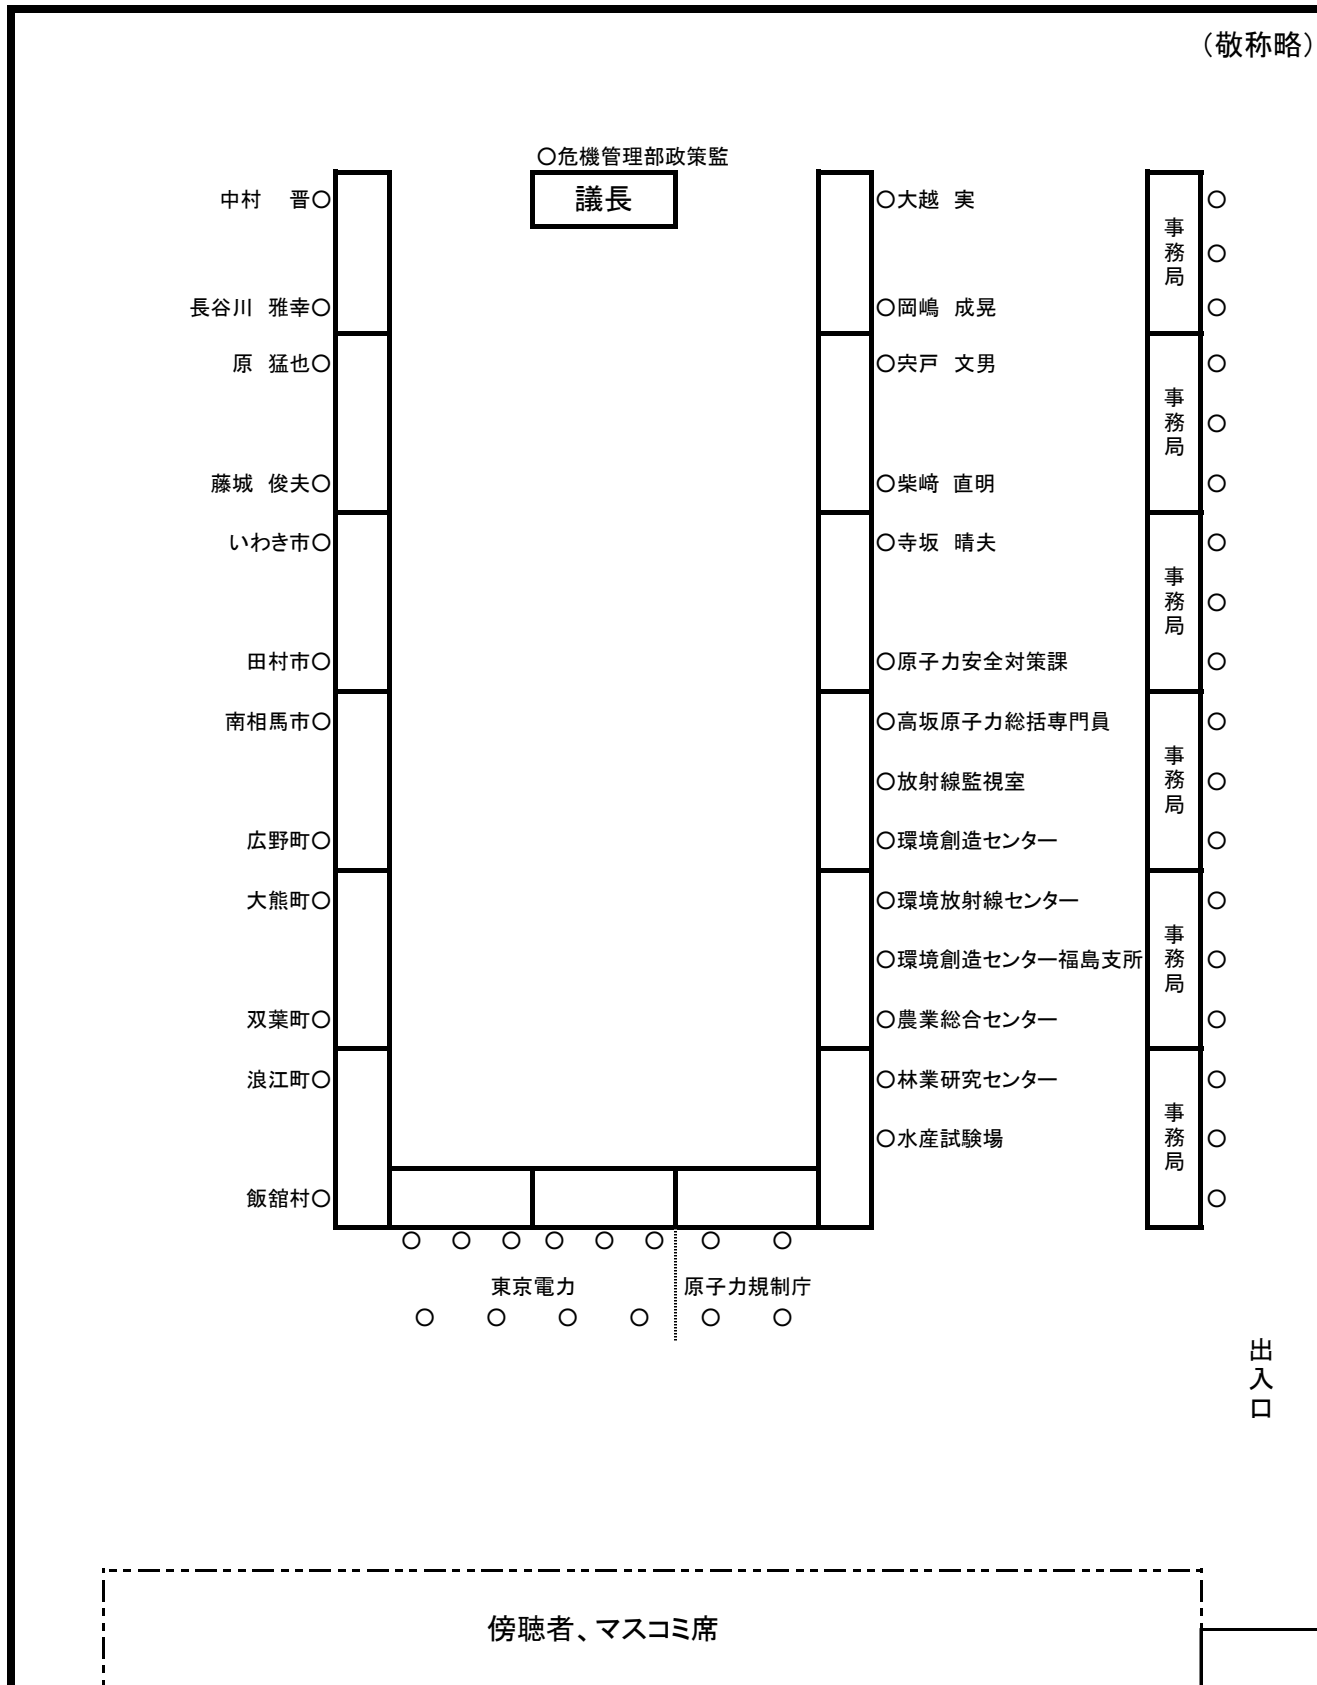 （敬称略）
○危機管理部政策監
議長
中村　晋○
長谷川　雅幸○
原　猛也○
藤城　俊夫○
いわき市○
田村市○
南相馬市○
広野町○
大熊町○
双葉町○
浪江町○
飯舘村○
○大越　実
○岡嶋　成晃
○宍戸　文男
○柴﨑　直明
○寺坂　晴夫
○原子力安全対策課
○高坂原子力総括専門員
○放射線監視室
○環境創造センター
○環境放射線センター
○環境創造センター福島支所
○農業総合センター
○林業研究センター
○水産試験場
事務局
事務局
事務局
事務局
事務局
事務局
東京電力
原子力規制庁
出入口
傍聴者、マスコミ席